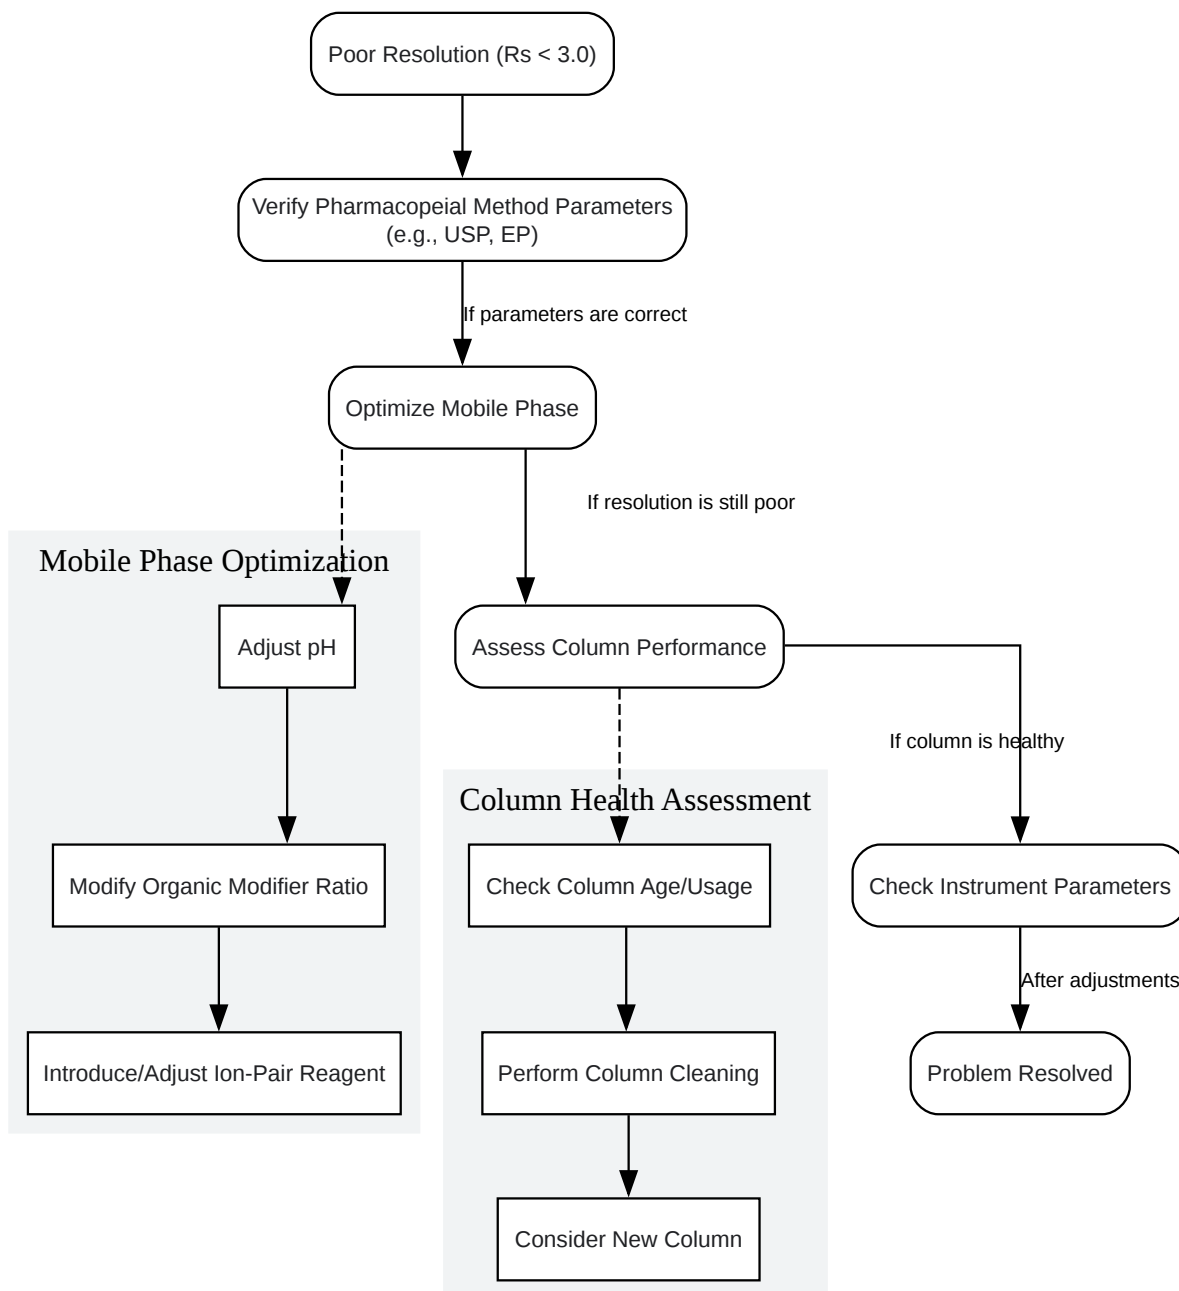 Poor Resolution (Rs < 3.0)
Verify Pharmacopeial Method Parameters
(e.g., USP, EP)
If parameters are correct
Optimize Mobile Phase
If resolution is still poor
Mobile Phase Optimization
Adjust pH
Assess Column Performance
If column is healthy
Column Health Assessment
Modify Organic Modifier Ratio
Check Column Age/Usage
Check Instrument Parameters
After adjustments
Introduce/Adjust Ion-Pair Reagent
Perform Column Cleaning
Problem Resolved
Consider New Column